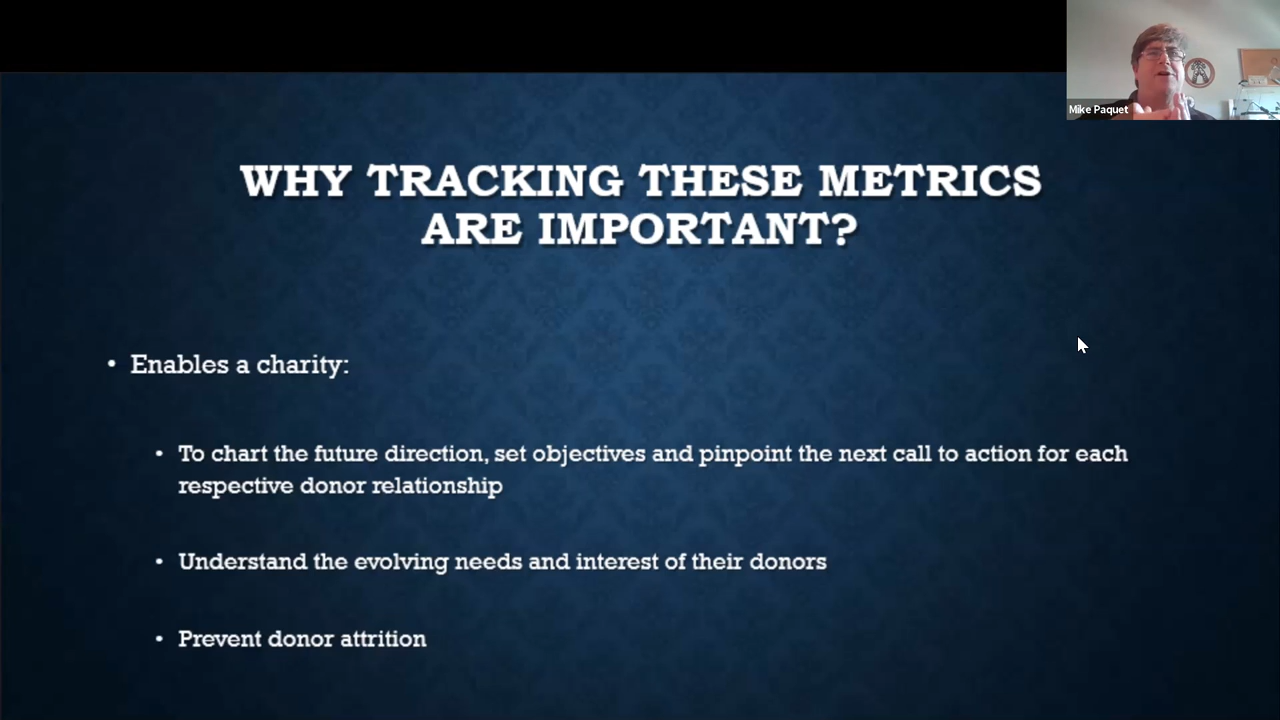 Mike Paquet
WHY TRACKING THESE METRICS
ARE IMPORTANT?
• Enables a charity:
• To chart the future direction, set objectives and pinpoint the next call to action for each
respective donor relationship
• Understand the evolving needs and interest of their donors
• Prevent donor attrition